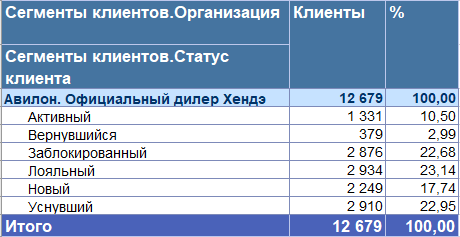 Сегменты клиентов.Организация Клиенты %
Сегменты клиентов.Статус
клиента
Авилон. Официальный дилер Хендэ 12 679 100,00
Активный 1 331 10,50
Вернувшийся 379 2,99
Заблокированный 2 876 22,68
Лояльный 2 934 23,14
Новый 2 249 17,74
Уснувший 2 910 22,95
Итого 12 679 100,00